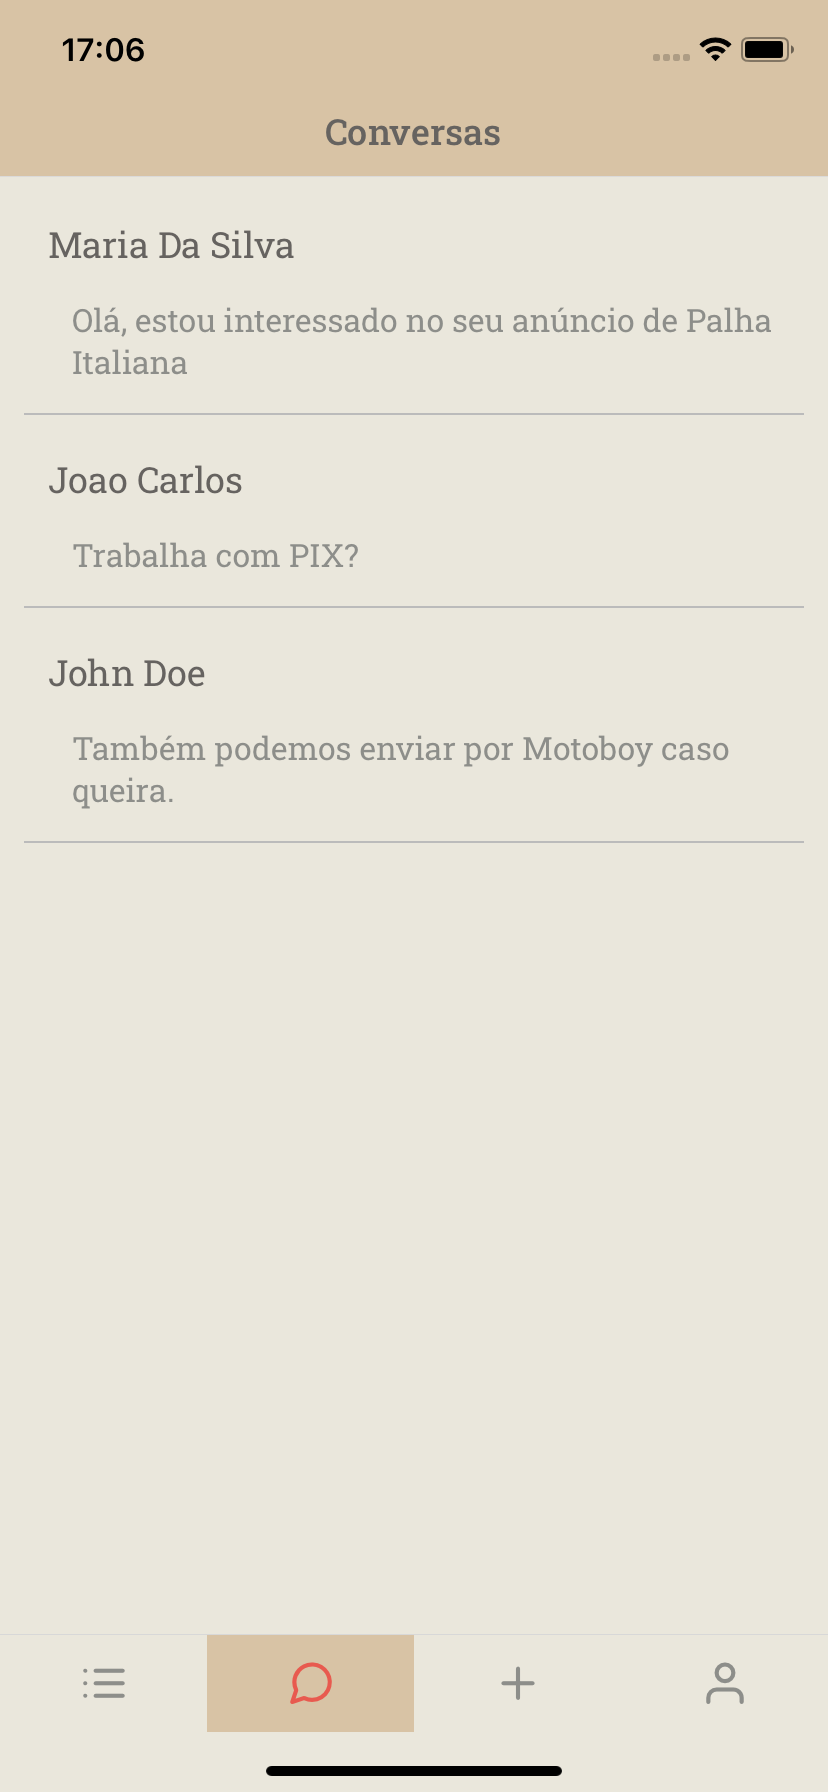 17:06
Conversas
Maria Da Silva
Olá, estou interessado no seu anúncio de Palha
Italiana
Joao Carlos
Trabalha com PIX?
John Doe
Também podemos enviar por Motoboy caso
queira.